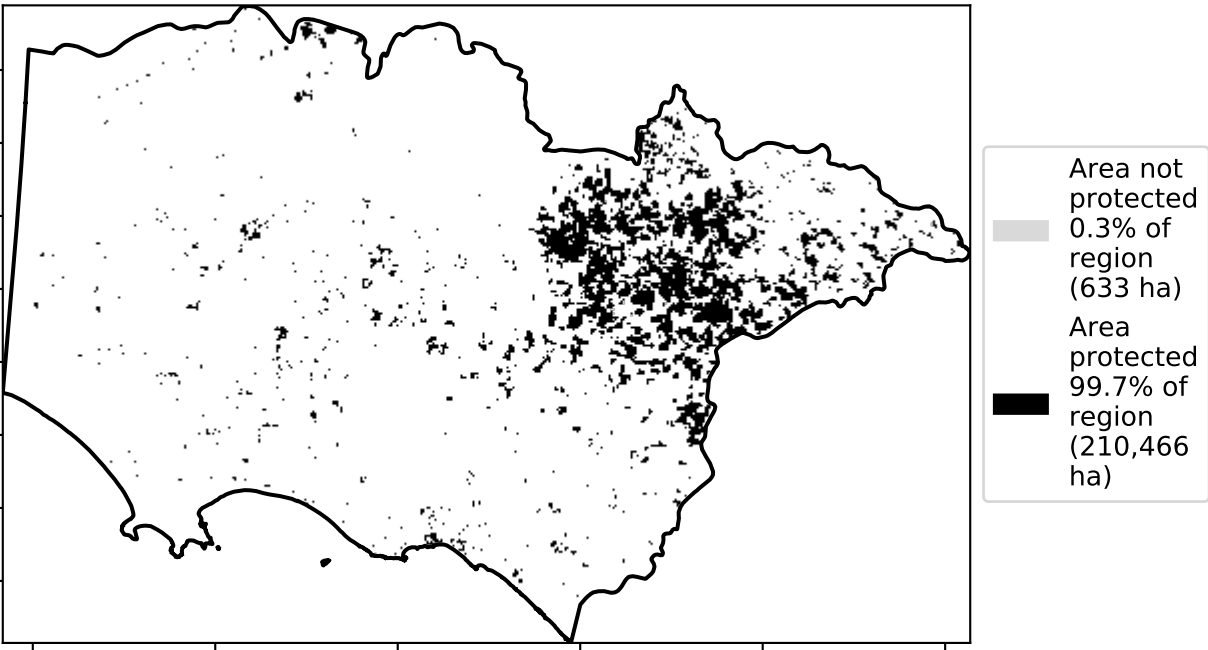 Area not
protected
0.3% of
region
(633 ha)
Area
protected
99.7% of
region
(210,466
ha)